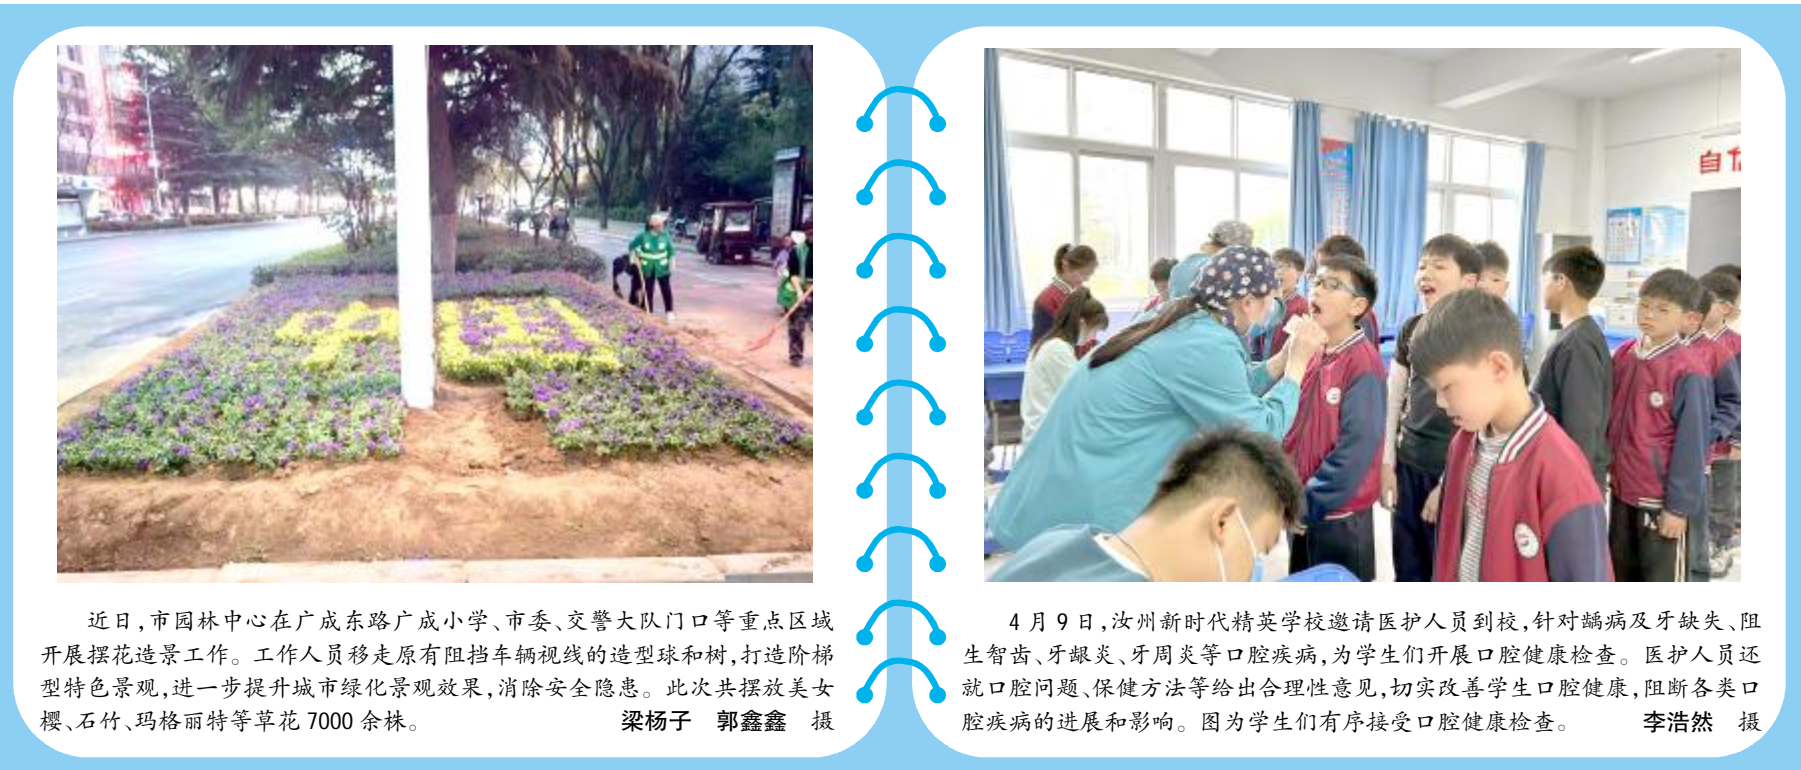 自信
近日,市园林中心在广成东路广成小学、市委、交警大队门口等重点区域
开展摆花造景工作。工作人员移走原有阻挡车辆视线的造型球和树,打造阶梯
型特色景观,进一步提升城市绿化景观效果,消除安全隐患。此次共摆放美女
樱、石竹、玛格丽特等草花 7000 余株。 梁杨子 郭鑫鑫 摄
4 月 9 日,汝州新时代精英学校邀请医护人员到校,针对龋病及牙缺失、阻
生智齿、牙龈炎、牙周炎等口腔疾病,为学生们开展口腔健康检查。医护人员还
就口腔问题、保健方法等给出合理性意见,切实改善学生口腔健康,阻断各类口
腔疾病的进展和影响。图为学生们有序接受口腔健康检查。 李浩然 摄